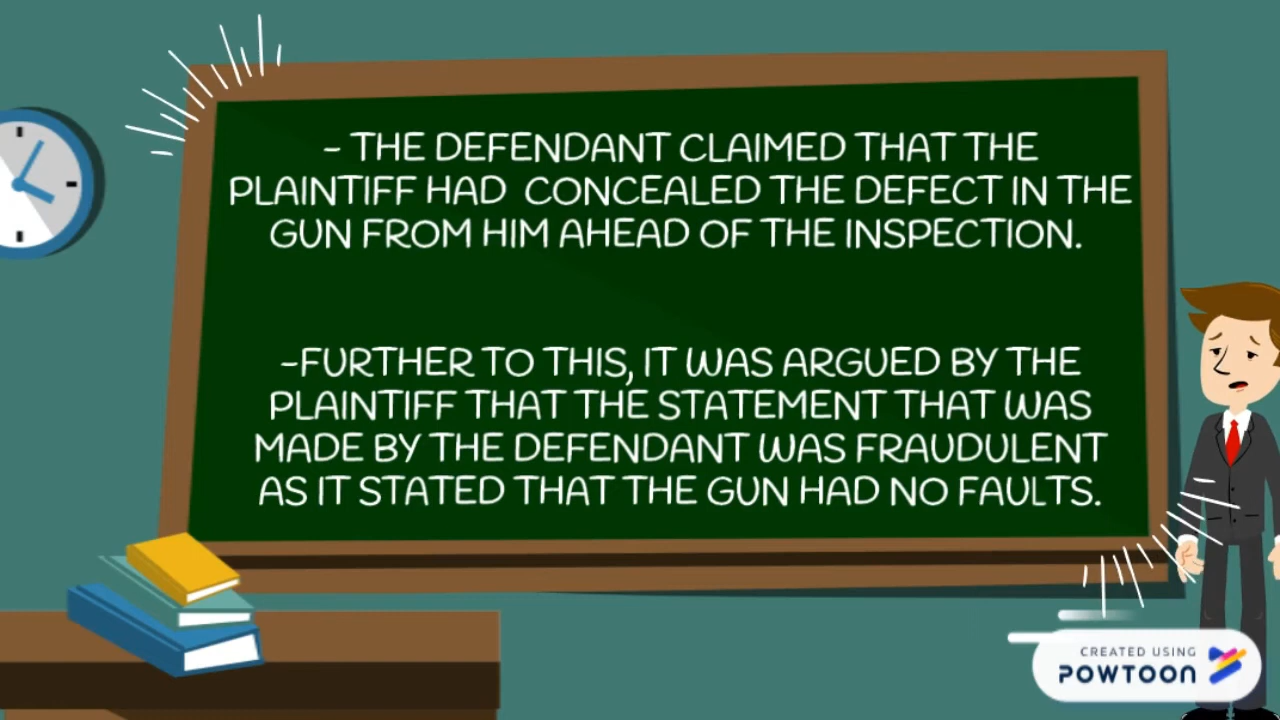 - THE DEFENDANT CLAIMED THAT THE
PLAINTIFF HAD CONCEALED THE DEFECT IN THE
GUN FROM HIM AHEAD OF THE INSPECTION.
-FURTHER TO THIS, IT WAS ARGUED BY THE
PLAINTIFF THAT THE STATEMENT THAT WAS
MADE BY THE DEFENDANT WAS FRAUDULENT
AS IT STATED THAT THE GUN HAD NO FAULTS.
CREATED USING
POWTOON